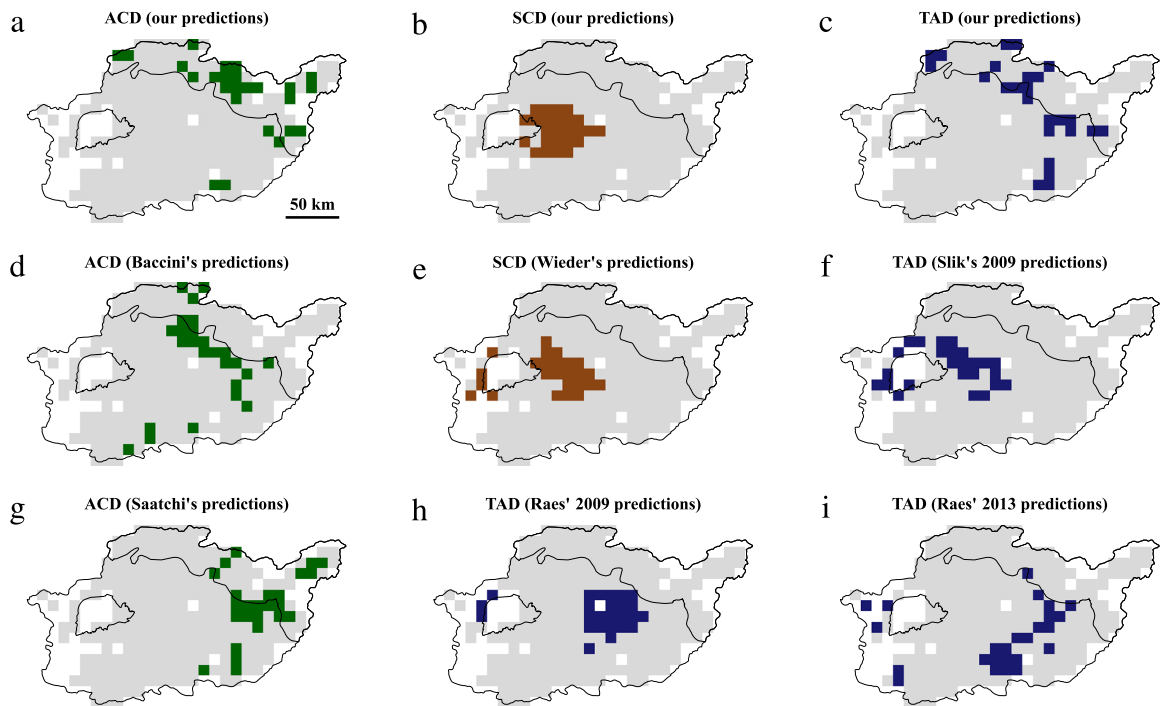 a
ACD (our predictions)
b
SCD (our predictions)
c
TAD (our predictions)
50 km
d
ACD (Baccini's predictions)
e
SCD (Wieder's predictions)
f
TAD (Slik's 2009 predictions)
g
ACD (Saatchi's predictions)
h
TAD (Raes' 2009 predictions)
i
TAD (Raes' 2013 predictions)